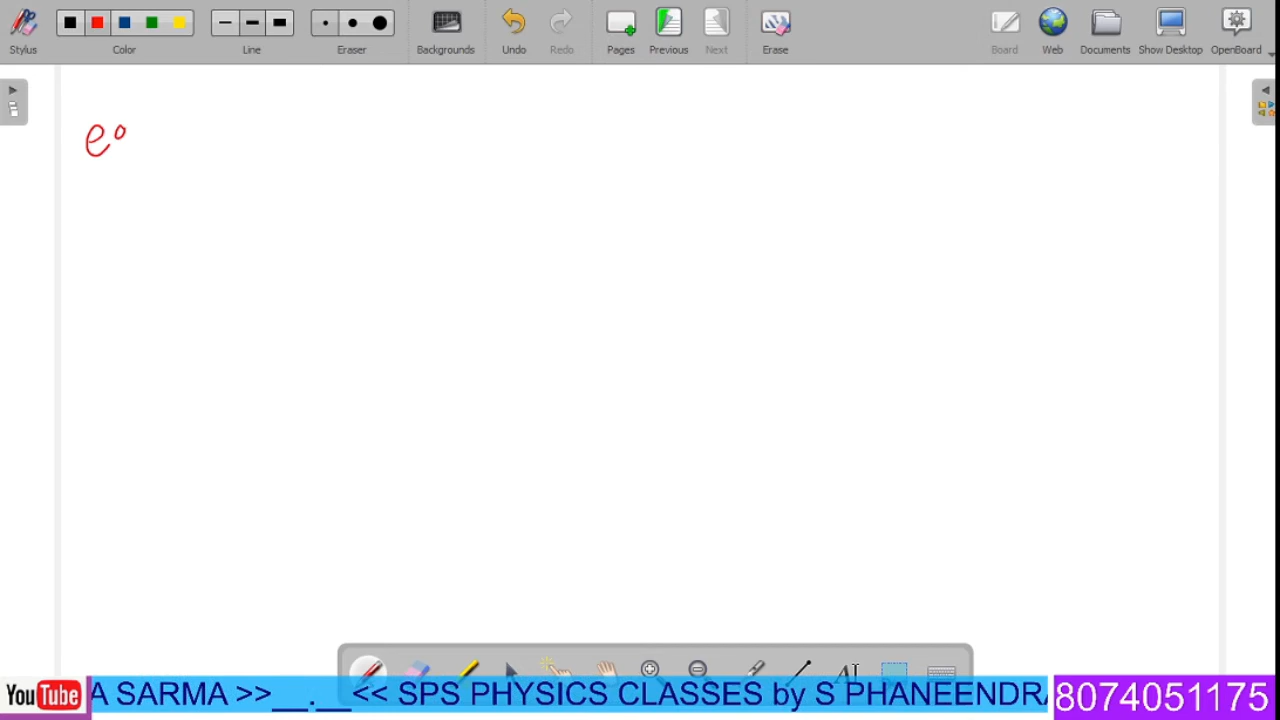 Stylus Color Line Eraser Backgrounds Undo Redo Pages Previous Next Erase Board Web Documents Show Desktop OpenBoard
e°
YouTube A SARMA >>__.__<< SPS PHYSICS CLASSES by S PHANEENDRA 8074051175